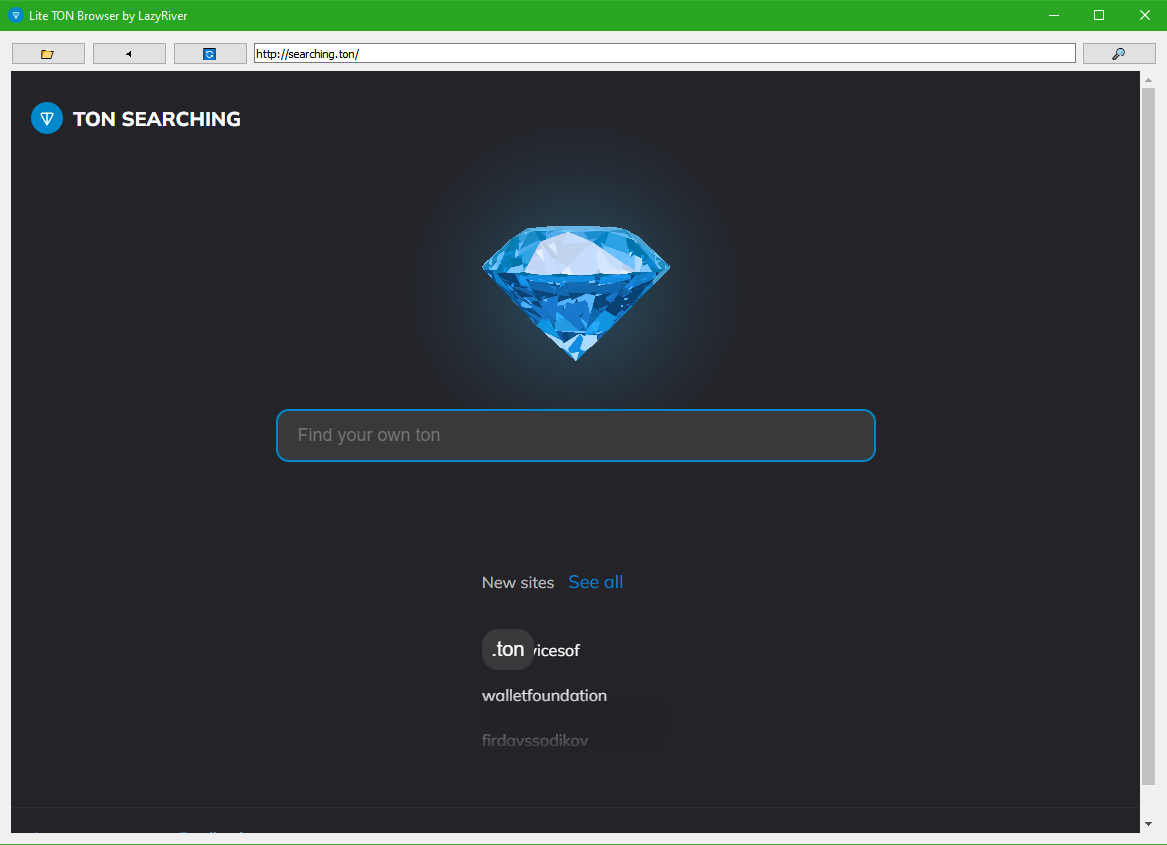 Lite TON Browser by LazyRiver
http://searching.ton/
TON SEARCHING
Find your own ton
New sites See all
.ton vicesof
walletfoundation
firdavssodikov